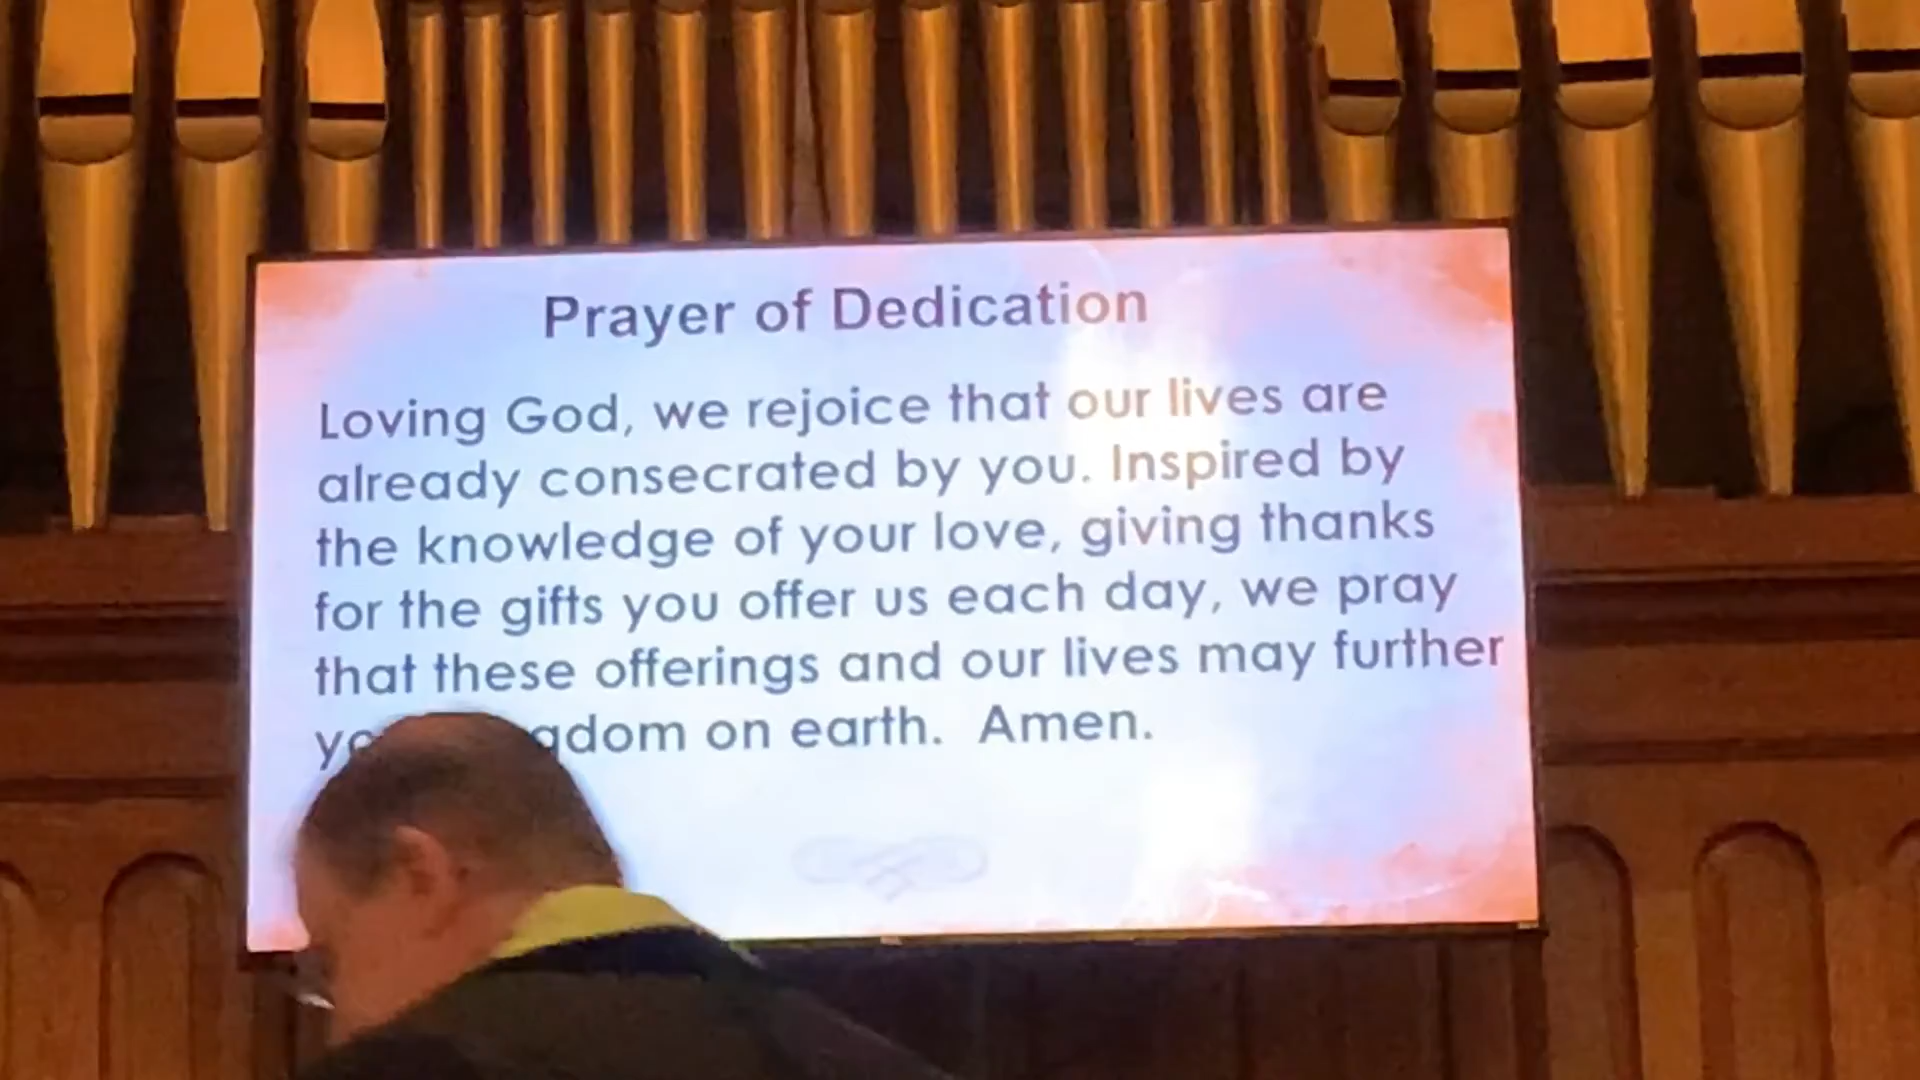 Prayer of Dedication
Loving God, we rejoice that our lives are
already consecrated by you. Inspired by
the knowledge of your love, giving thanks
for the gifts you offer us each day, we pray
that these offerings and our lives may further
on earth.  Amen.